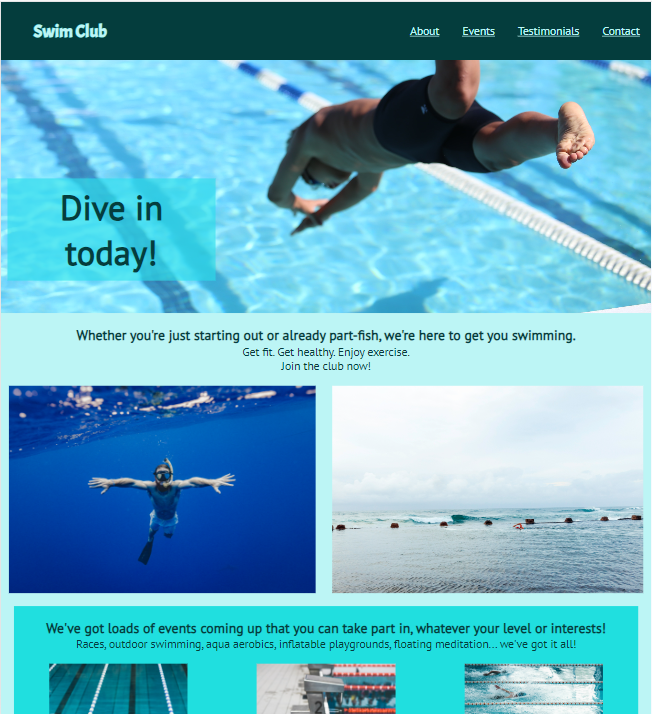 Swim Club
About Events Testimonials Contact
Dive in
today!
Whether you're just starting out or already part-fish, we're here to get you swimming.
Get fit. Get healthy. Enjoy exercise.
Join the club now!
We've got loads of events coming up that you can take part in, whatever your level or interests!
Races, outdoor swimming, aqua aerobics, inflatable playgrounds, floating meditation... we've got it all!
2